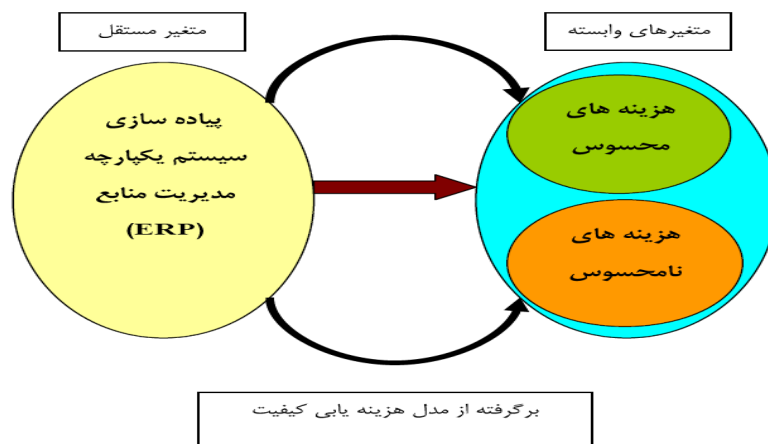 متغیرهای وابسته
متغیر مستقل
هزینه های
محسوس
پیاده سازی
سیستم یکپارچه
مدیریت منابع
(ERP)
هزینه های
نامحسوس
برگرفته از مدل هزینه یابی کیفیت